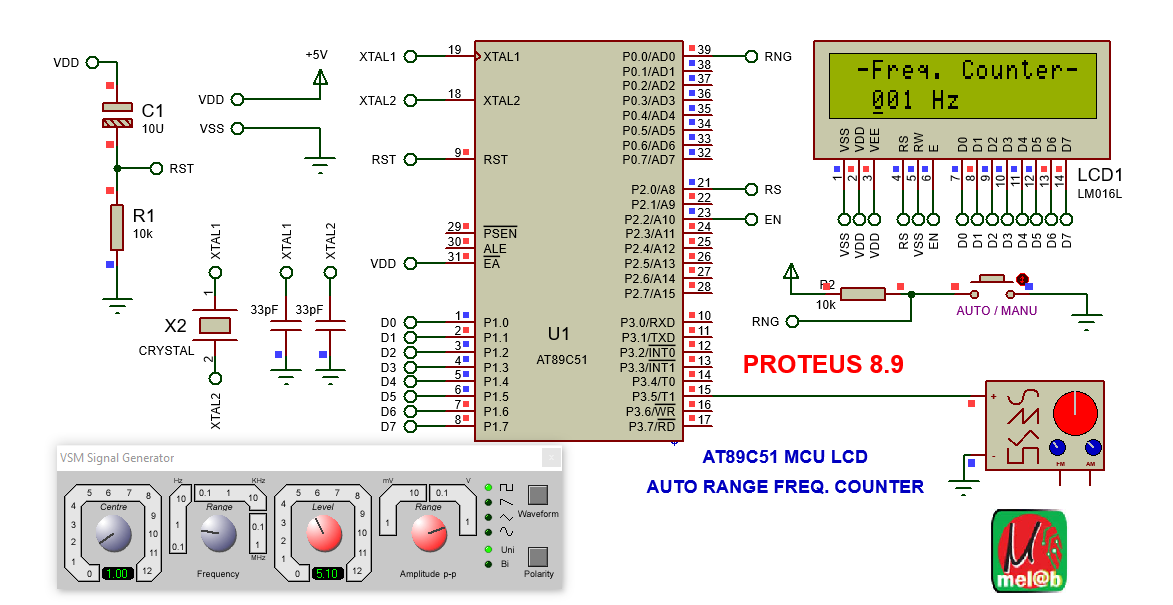 VDD
C1
10U
RST
R1
10k
+5V
VDD
VSS
XTAL1
1
X2
CRYSTAL
2
XTAL2
XTAL1
33pF
XTAL2
33pF
XTAL1 19 XTAL1
XTAL2 18 XTAL2
RST 9 RST
29 PSEN
30 ALE
VDD 31 EA
D0 1 P1.0
D1 2 P1.1
D2 3 P1.2
D3 4 P1.3
D4 5 P1.4
D5 6 P1.5
D6 7 P1.6
D7 8 P1.7
U1
AT89C51
P0.0/AD0 39 RNG
P0.1/AD1 38
P0.2/AD2 37
P0.3/AD3 36
P0.4/AD4 35
P0.5/AD5 34
P0.6/AD6 33
P0.7/AD7 32
P2.0/A8 21 RS
P2.1/A9 22
P2.2/A10 23 EN
P2.3/A11 24
P2.4/A12 25
P2.5/A13 26
P2.6/A14 27
P2.7/A15 28
P3.0/RXD 10
P3.1/TXD 11
P3.2/INT0 12
P3.3/INT1 13
P3.4/T0 14
P3.5/T1 15
P3.6/WR 16
P3.7/RD 17
-Freq. Counter-
001 Hz
VSS VDD VEE RS RW E D0 D1 D2 D3 D4 D5 D6 D7
1 2 3 4 5 6 7 8 9 10 11 12 13 14
LCD1
LM016L
VSS VDD VDD RS VSS EN D0 D1 D2 D3 D4 D5 D6 D7
R2
10k
RNG
AUTO / MANU
PROTEUS 8.9
+
-
FM AM
AT89C51 MCU LCD
AUTO RANGE FREQ. COUNTER
VSM Signal Generator
5 6 7 8
4 9
3 10
2 11
1 12
0
Centre
1.00
Hz 0.1 1 KHz
10 10
1 0.1
0.1 1
MHz
Range
Frequency
5 6 7 8
4 9
3 10
2 11
1 12
0
Level
5.10
mV 10 0.1 V
1 1
Range
Amplitude p-p
Waveform
Uni
Bi
Polarity
mel@b